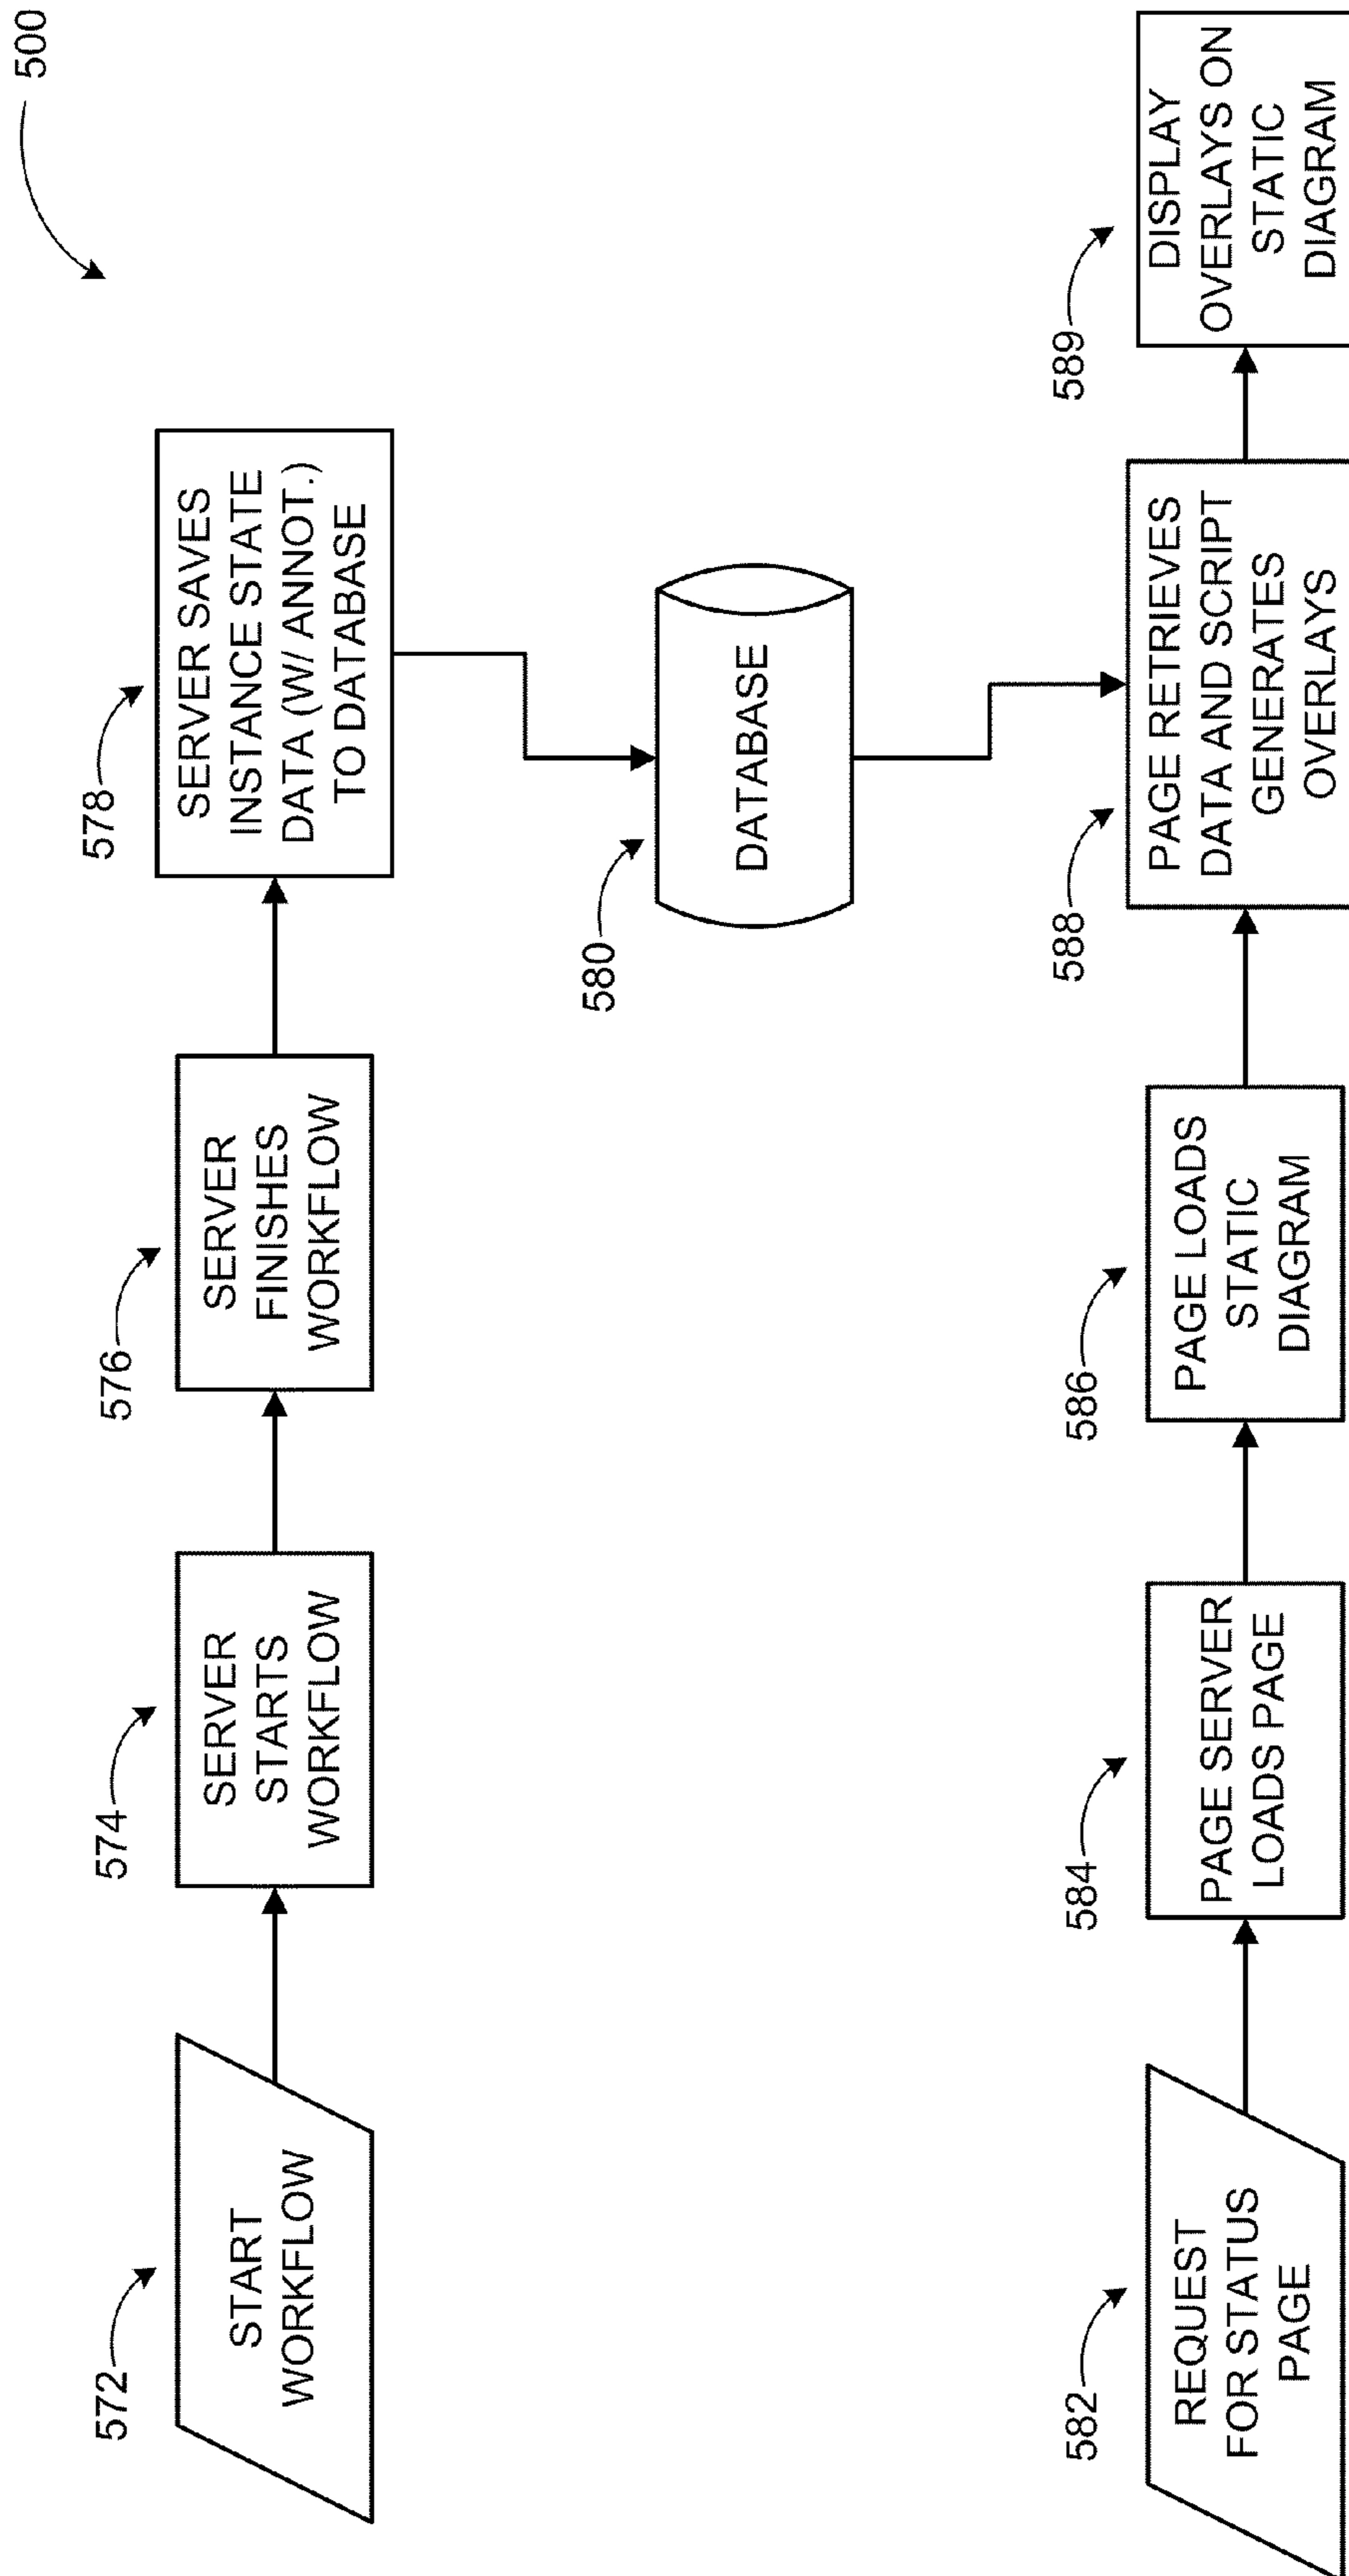 500
572
START
WORKFLOW
574
SERVER
STARTS
WORKFLOW
576
SERVER
FINISHES
WORKFLOW
578
SERVER SAVES
INSTANCE STATE
DATA (W/ ANNOT.)
TO DATABASE
580
DATABASE
582
REQUEST
FOR STATUS
PAGE
584
PAGE SERVER
LOADS PAGE
586
PAGE LOADS
STATIC
DIAGRAM
588
PAGE RETRIEVES
DATA AND SCRIPT
GENERATES
OVERLAYS
589
DISPLAY
OVERLAYS ON
STATIC
DIAGRAM